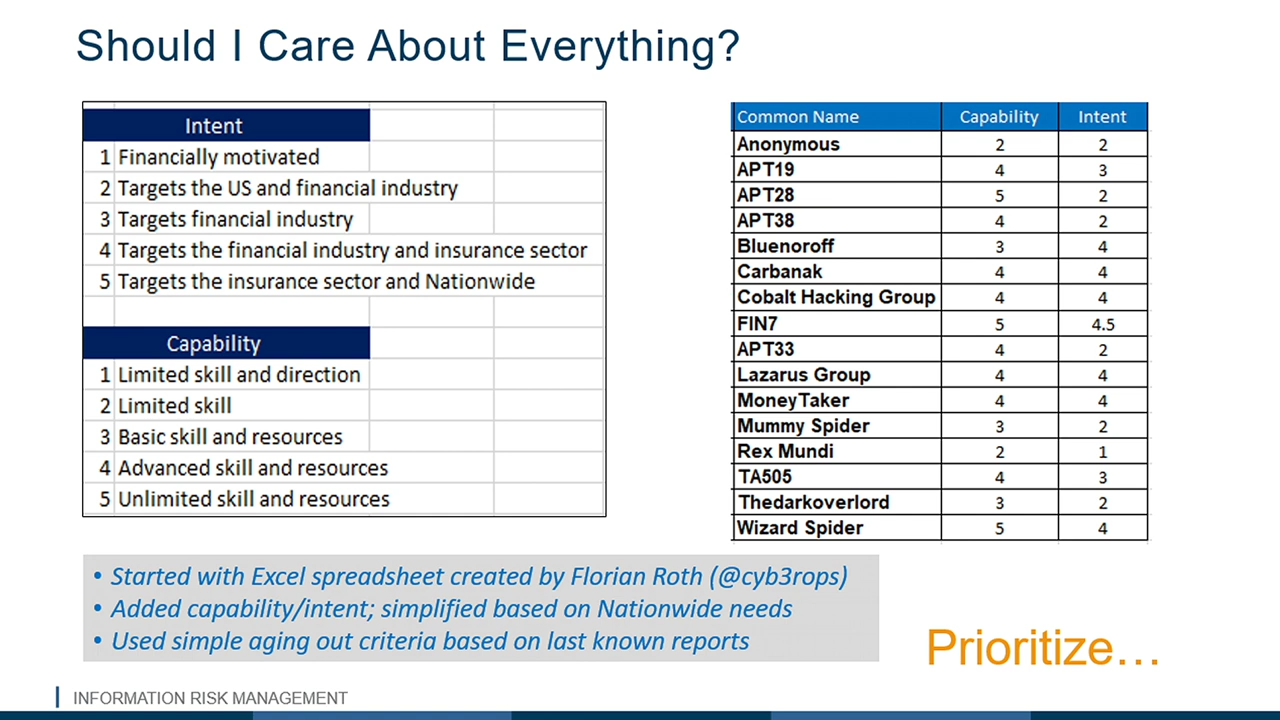 Should I Care About Everything?
Intent
1 Financially motivated
2 Targets the US and financial industry
3 Targets financial industry
4 Targets the financial industry and insurance sector
5 Targets the insurance sector and Nationwide
Capability
1 Limited skill and direction
2 Limited skill
3 Basic skill and resources
4 Advanced skill and resources
5 Unlimited skill and resources
Common Name Capability Intent
Anonymous 2 2
APT19 4 3
APT28 5 2
APT38 4 2
Bluenoroff 3 4
Carbanak 4 4
Cobalt Hacking Group 4 4
FIN7 5 4.5
APT33 4 2
Lazarus Group 4 4
MoneyTaker 4 4
Mummy Spider 3 2
Rex Mundi 2 1
TA505 4 3
Thedarkoverlord 3 2
Wizard Spider 5 4
• Started with Excel spreadsheet created by Florian Roth (@cyb3rops)
• Added capability/intent; simplified based on Nationwide needs
• Used simple aging out criteria based on last known reports
Prioritize...
INFORMATION RISK MANAGEMENT